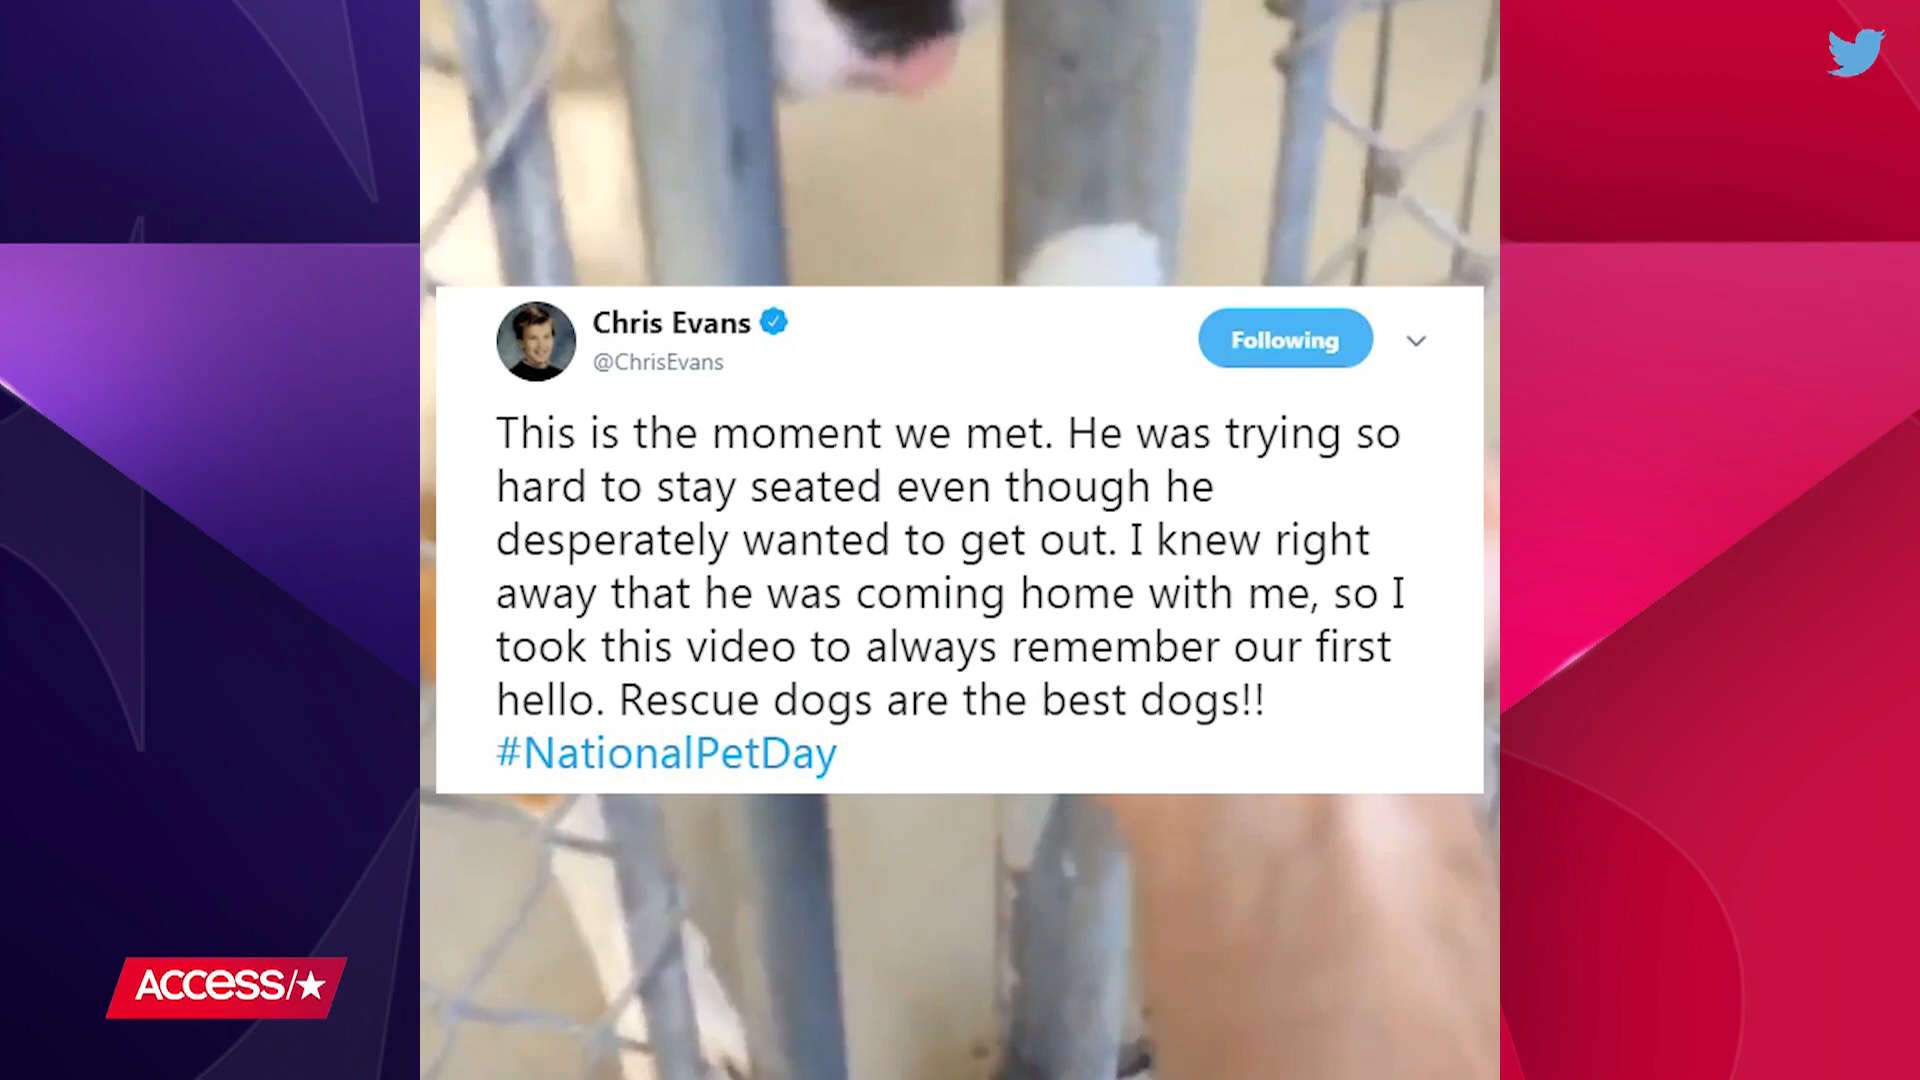 Chris Evans
@ChrisEvans
Following
This is the moment we met. He was trying so
hard to stay seated even though he
desperately wanted to get out. I knew right
away that he was coming home with me, so I
took this video to always remember our first
hello. Rescue dogs are the best dogs!!
#NationalPetDay
ACCESS/